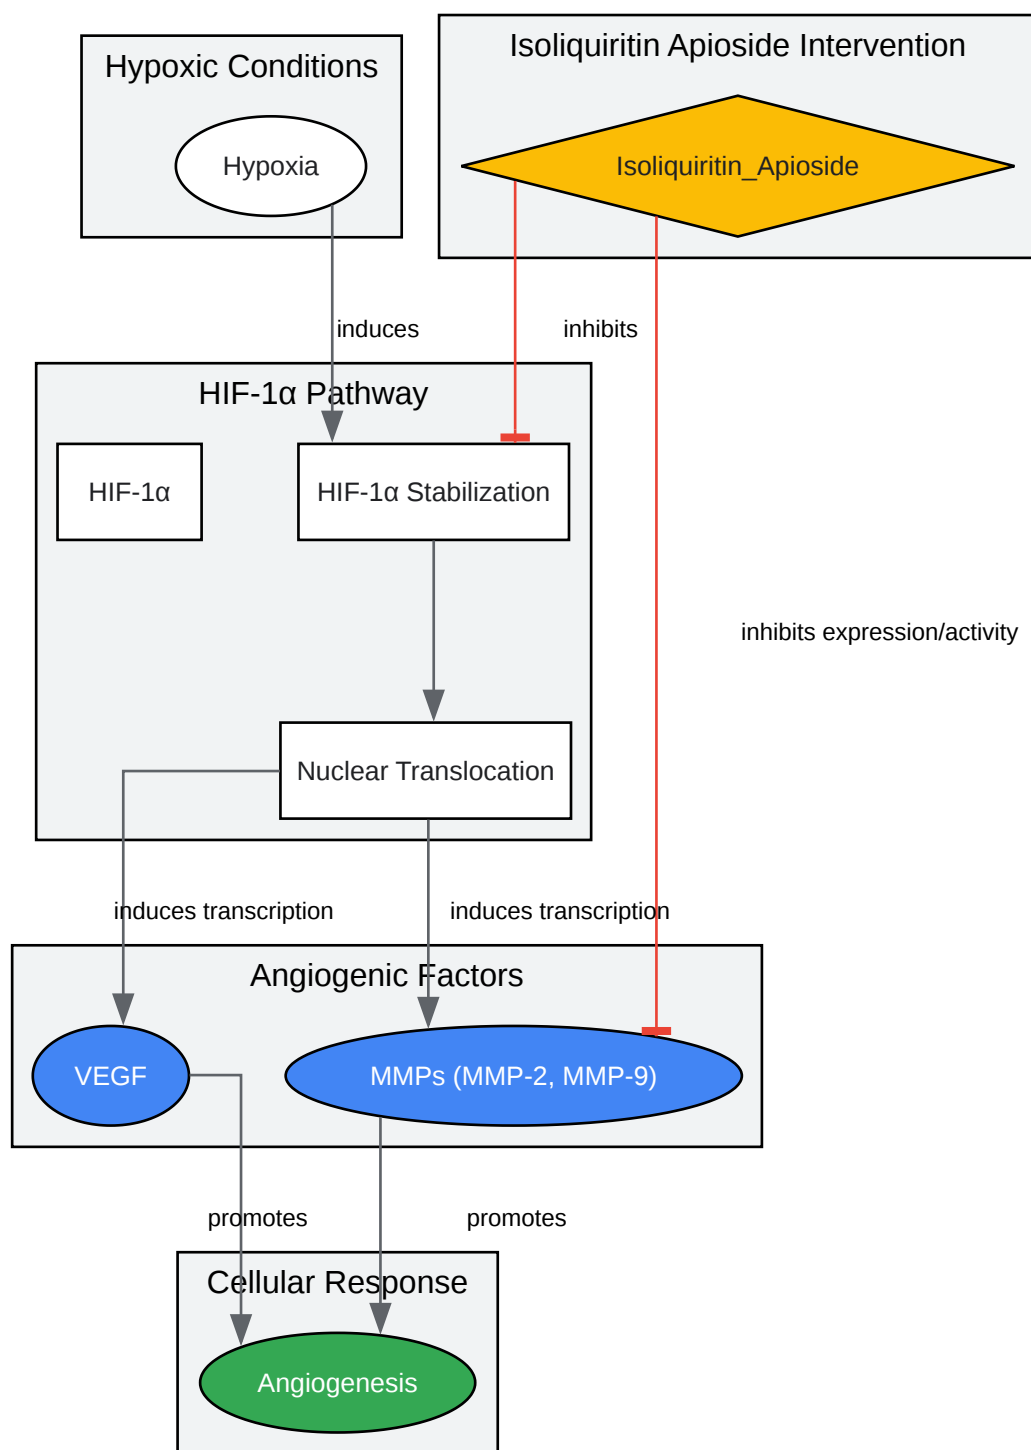 Isoliquiritin Apioside Intervention
Hypoxic Conditions
Hypoxia
Isoliquiritin_Apioside
induces
inhibits
HIF-1α Pathway
HIF-1α
HIF-1α Stabilization
inhibits expression/activity
Nuclear Translocation
induces transcription
induces transcription
Angiogenic Factors
VEGF
MMPs (MMP-2, MMP-9)
promotes
promotes
Cellular Response
Angiogenesis